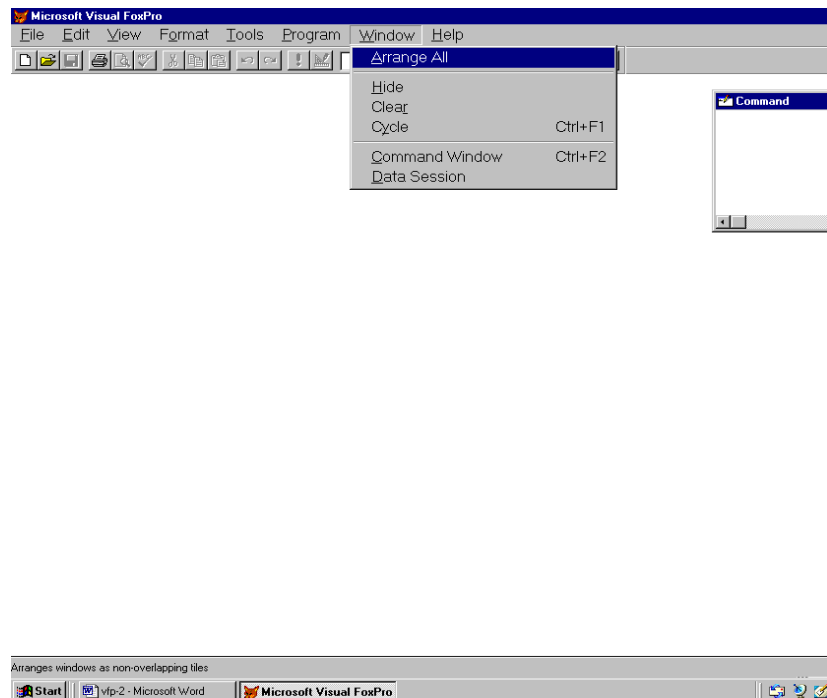 Microsoft Visual FoxPro
File Edit View Format Tools Program Window Help
Arrange All
Hide
Clear
Cycle Ctrl+F1
Command Window Ctrl+F2
Data Session
Command
Arranges windows as non-overlapping tiles
Start vfp-2 - Microsoft Word Microsoft Visual FoxPro